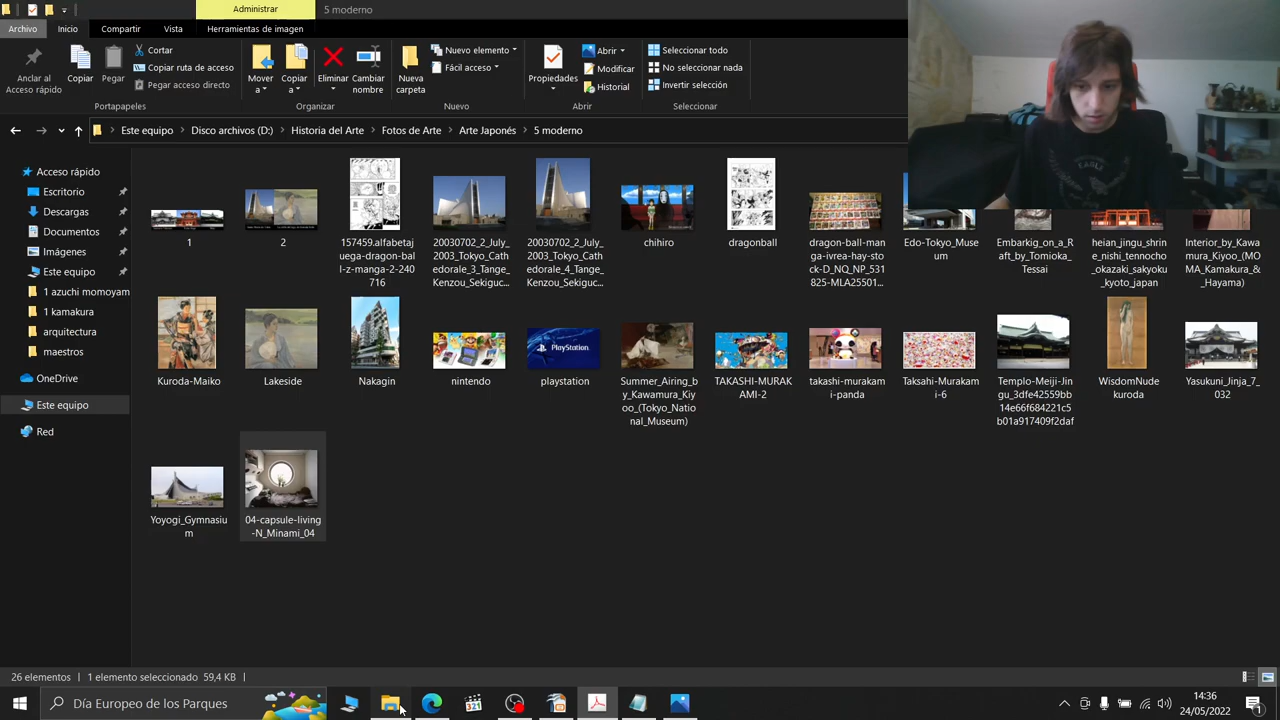 Administrar
5 moderno
Archivo
Inicio
Compartir
Vista
Herramientas de imagen
Anclar al
Acceso rápido
Copiar
Pegar
Cortar
Copiar ruta de acceso
Pegar acceso directo
Mover
a
Copiar
a
Eliminar
Cambiar
nombre
Nueva
carpeta
Nuevo elemento
Fácil acceso
Propiedades
Abrir
Modificar
Historial
Seleccionar todo
No seleccionar nada
Invertir selección
Portapapeles
Organizar
Nuevo
Abrir
Seleccionar
Este equipo > Disco archivos (D:) > Historia del Arte > Fotos de Arte > Arte Japonés > 5 moderno
Acceso rápido
Escritorio
Descargas
Documentos
Imágenes
Este equipo
1 azuchi momoyam
1 kamakura
arquitectura
maestros
OneDrive
Este equipo
Red
1
2
157459.alfabetaj
uega-dragon-bal
l-z-manga-2-240
716
20030702_2_July_
2003_Tokyo_Cath
edorale_3_Tange_
Kenzou_Sekiguc...
20030702_2_July_
2003_Tokyo_Cath
edorale_4_Tange_
Kenzou_Sekiguc...
chihiro
dragonball
dragon-ball-man
ga-ivrea-hay-sto
ck-D_NQ_NP_531
825-MLA25501...
Edo-Tokyo_Muse
um
Embarkig_on_a_R
aft_by_Tomioka_
Tessai
heian_jingu_shrin
e_nishi_tennocho
_okazaki_sakyoku
_kyoto_japan
Interior_by_Kawa
mura_Kiyoo_(MO
MA_Kamakura_&
_Hayama)
Kuroda-Maiko
Lakeside
Nakagin
nintendo
playstation
PlayStation
Summer_Airing_b
y_Kawamura_Kiy
oo_(Tokyo_Natio
nal_Museum)
TAKASHI-MURAK
AMI-2
takashi-murakam
i-panda
Taksahi-Murakam
i-6
Templo-Meiji-Jin
gu_3dfe42559bb
14e66f684221c5
b01a917409f2daf
WisdomNude
kuroda
Yasukuni_Jinja_7_
032
Yoyogi_Gymnasiu
m
04-capsule-living
-N_Minami_04
26 elementos
1 elemento seleccionado 59,4 KB
Día Europeo de los Parques
321
14:36
24/05/2022
1